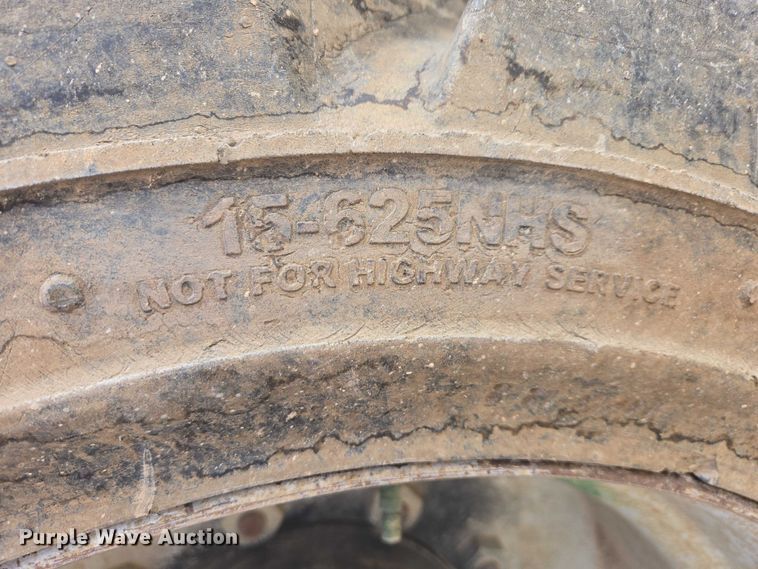 15-625NHS
NOT FOR HIGHWAY SERVICE
Purple Wave Auction